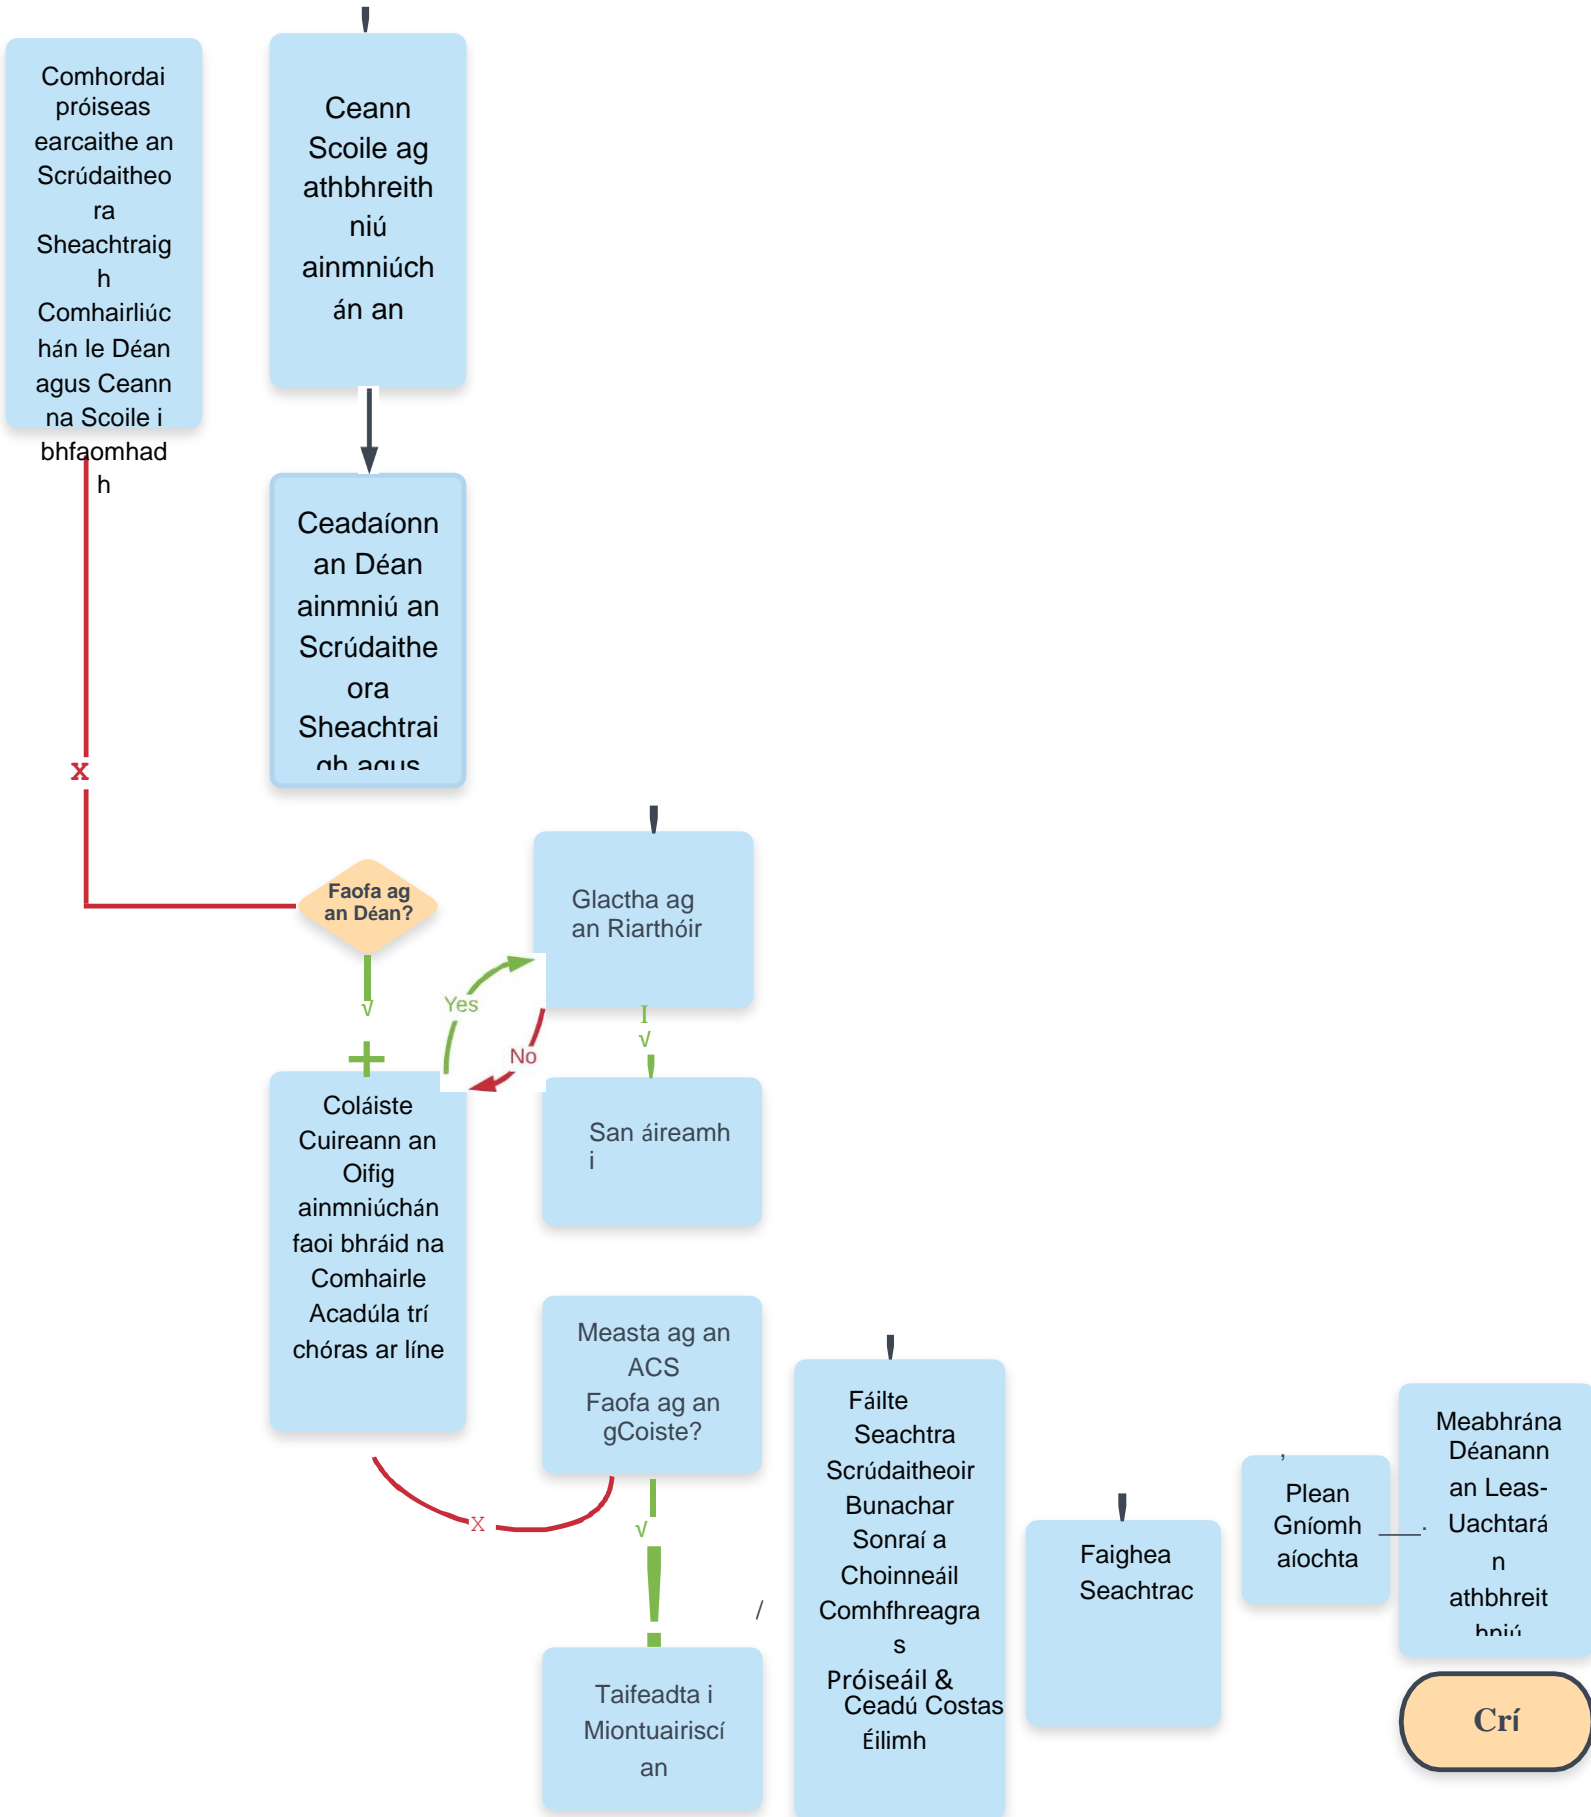 Comhordai
próiseas
earcaithe an
Scrúdaitheo
ra
Sheachtraig
h
Comhairliúc
hán le Déan
agus Ceann
na Scoile i
bhfaomhad
h
Ceann
Scoile ag
athbhreith
niú
ainmniúch
án an
Ceadaíonn
an Déan
ainmniú an
Scrúdaithe
ora
Sheachtrai
gh agus
x
Faofa ag
an Déan?
√
Glactha ag
an Riarthóir
Yes
No
I
√
San áireamh
i
Coláiste
Cuireann an
Oifig
ainmniúchán
faoi bhráid na
Comhairle
Acadúla trí
chóras ar líne
Measta ag an
ACS
Faofa ag an
gCoiste?
X
√
Taifeadta i
Miontuairiscí
an
/
Fáilte
Seachtra
Scrúdaitheoir
Bunachar
Sonraí a
Choinneáil
Comhfhreagra
s
Próiseáil &
Ceadú Costas
Éilimh
Faighea
Seachtrac
,
Plean
Gníomh
aíochta
Meabhrána
Déanann
an Leas-
Uachtará
n
athbhreit
hniú
Crí